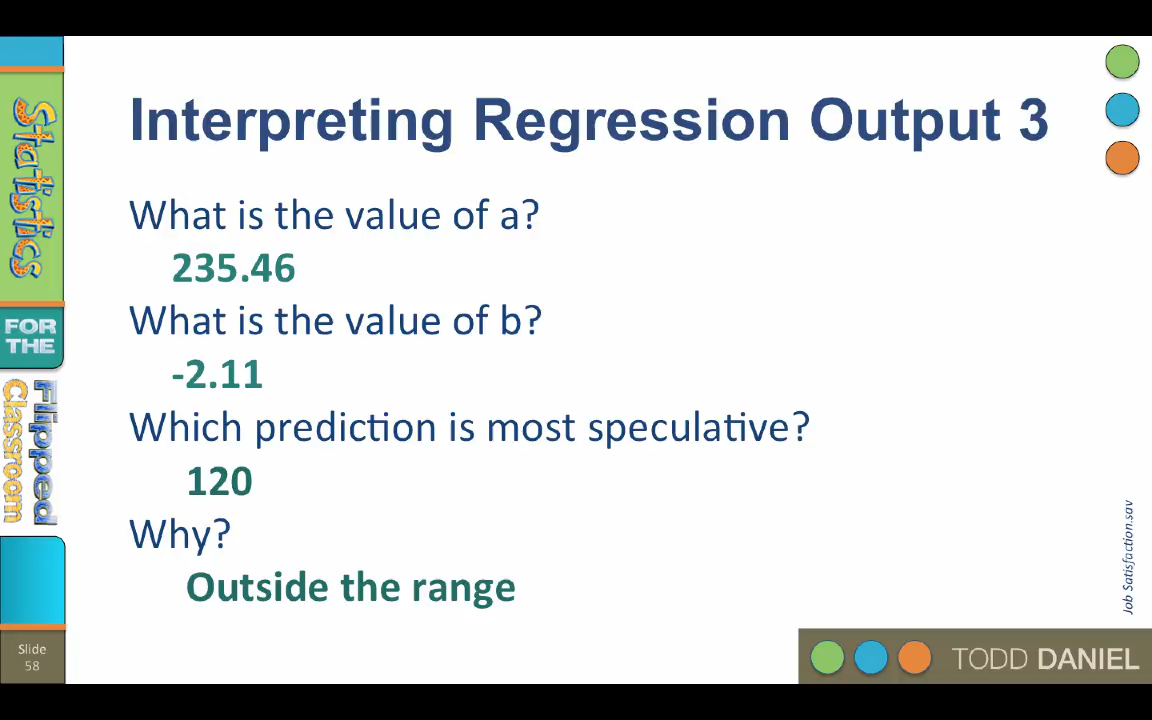 Interpreting Regression Output 3
What is the value of a?
235.46
What is the value of b?
-2.11
Which prediction is most speculative?
120
Why?
Outside the range
Statistics
FOR
THE
Flipped
Classroom
Slide
58
Job Satisfaction.sav
TODD DANIEL